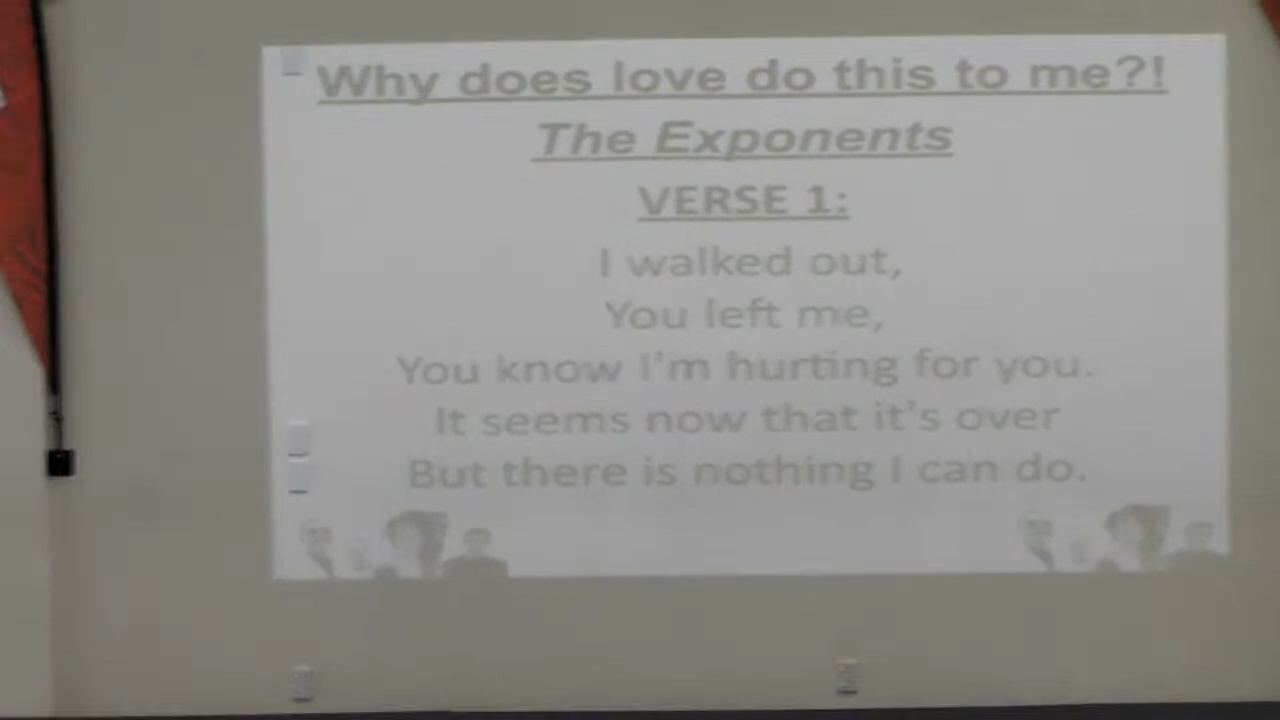 Why does love do this to me?!
The Exponents
VERSE 1:
I walked out,
You left me,
You know I'm hurting for you.
It seems now that it's over
But there is nothing I can do.